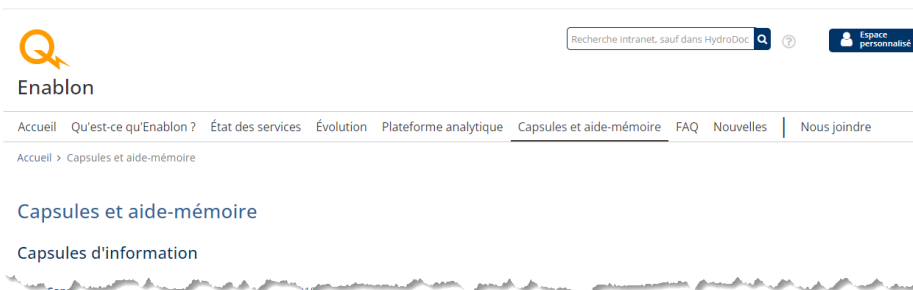 Recherche intranet, sauf dans HydroDoc
Espace personnalisé
Enablon
Accueil Qu'est-ce qu'Enablon ? État des services Évolution Plateforme analytique Capsules et aide-mémoire FAQ Nouvelles Nous joindre
Accueil > Capsules et aide-mémoire
Capsules et aide-mémoire
Capsules d'information